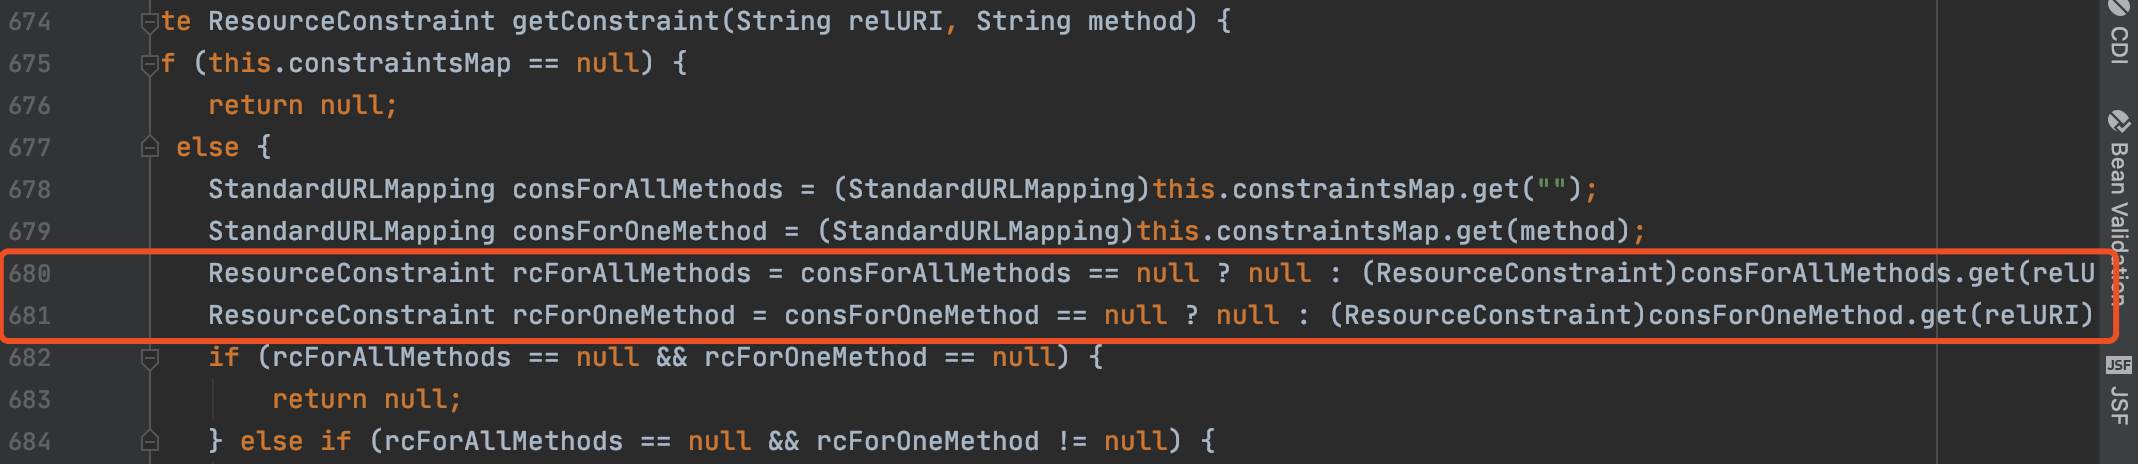 674 te ResourceConstraint getConstraint(String relURI, String method) {
675 f (this.constraintsMap == null) {
676 return null;
677 else {
678 StandardURLMapping consForAllMethods = (StandardURLMapping)this.constraintsMap.get("");
679 StandardURLMapping consForOneMethod = (StandardURLMapping)this.constraintsMap.get(method);
680 ResourceConstraint rcForAllMethods = consForAllMethods == null ? null : (ResourceConstraint)consForAllMethods.get(relU
681 ResourceConstraint rcForOneMethod = consForOneMethod == null ? null : (ResourceConstraint)consForOneMethod.get(relURI)
682 if (rcForAllMethods == null && rcForOneMethod == null) {
683 return null;
684 } else if (rcForAllMethods == null && rcForOneMethod != null) {
CDI
Bean Validation
JSF
JSF